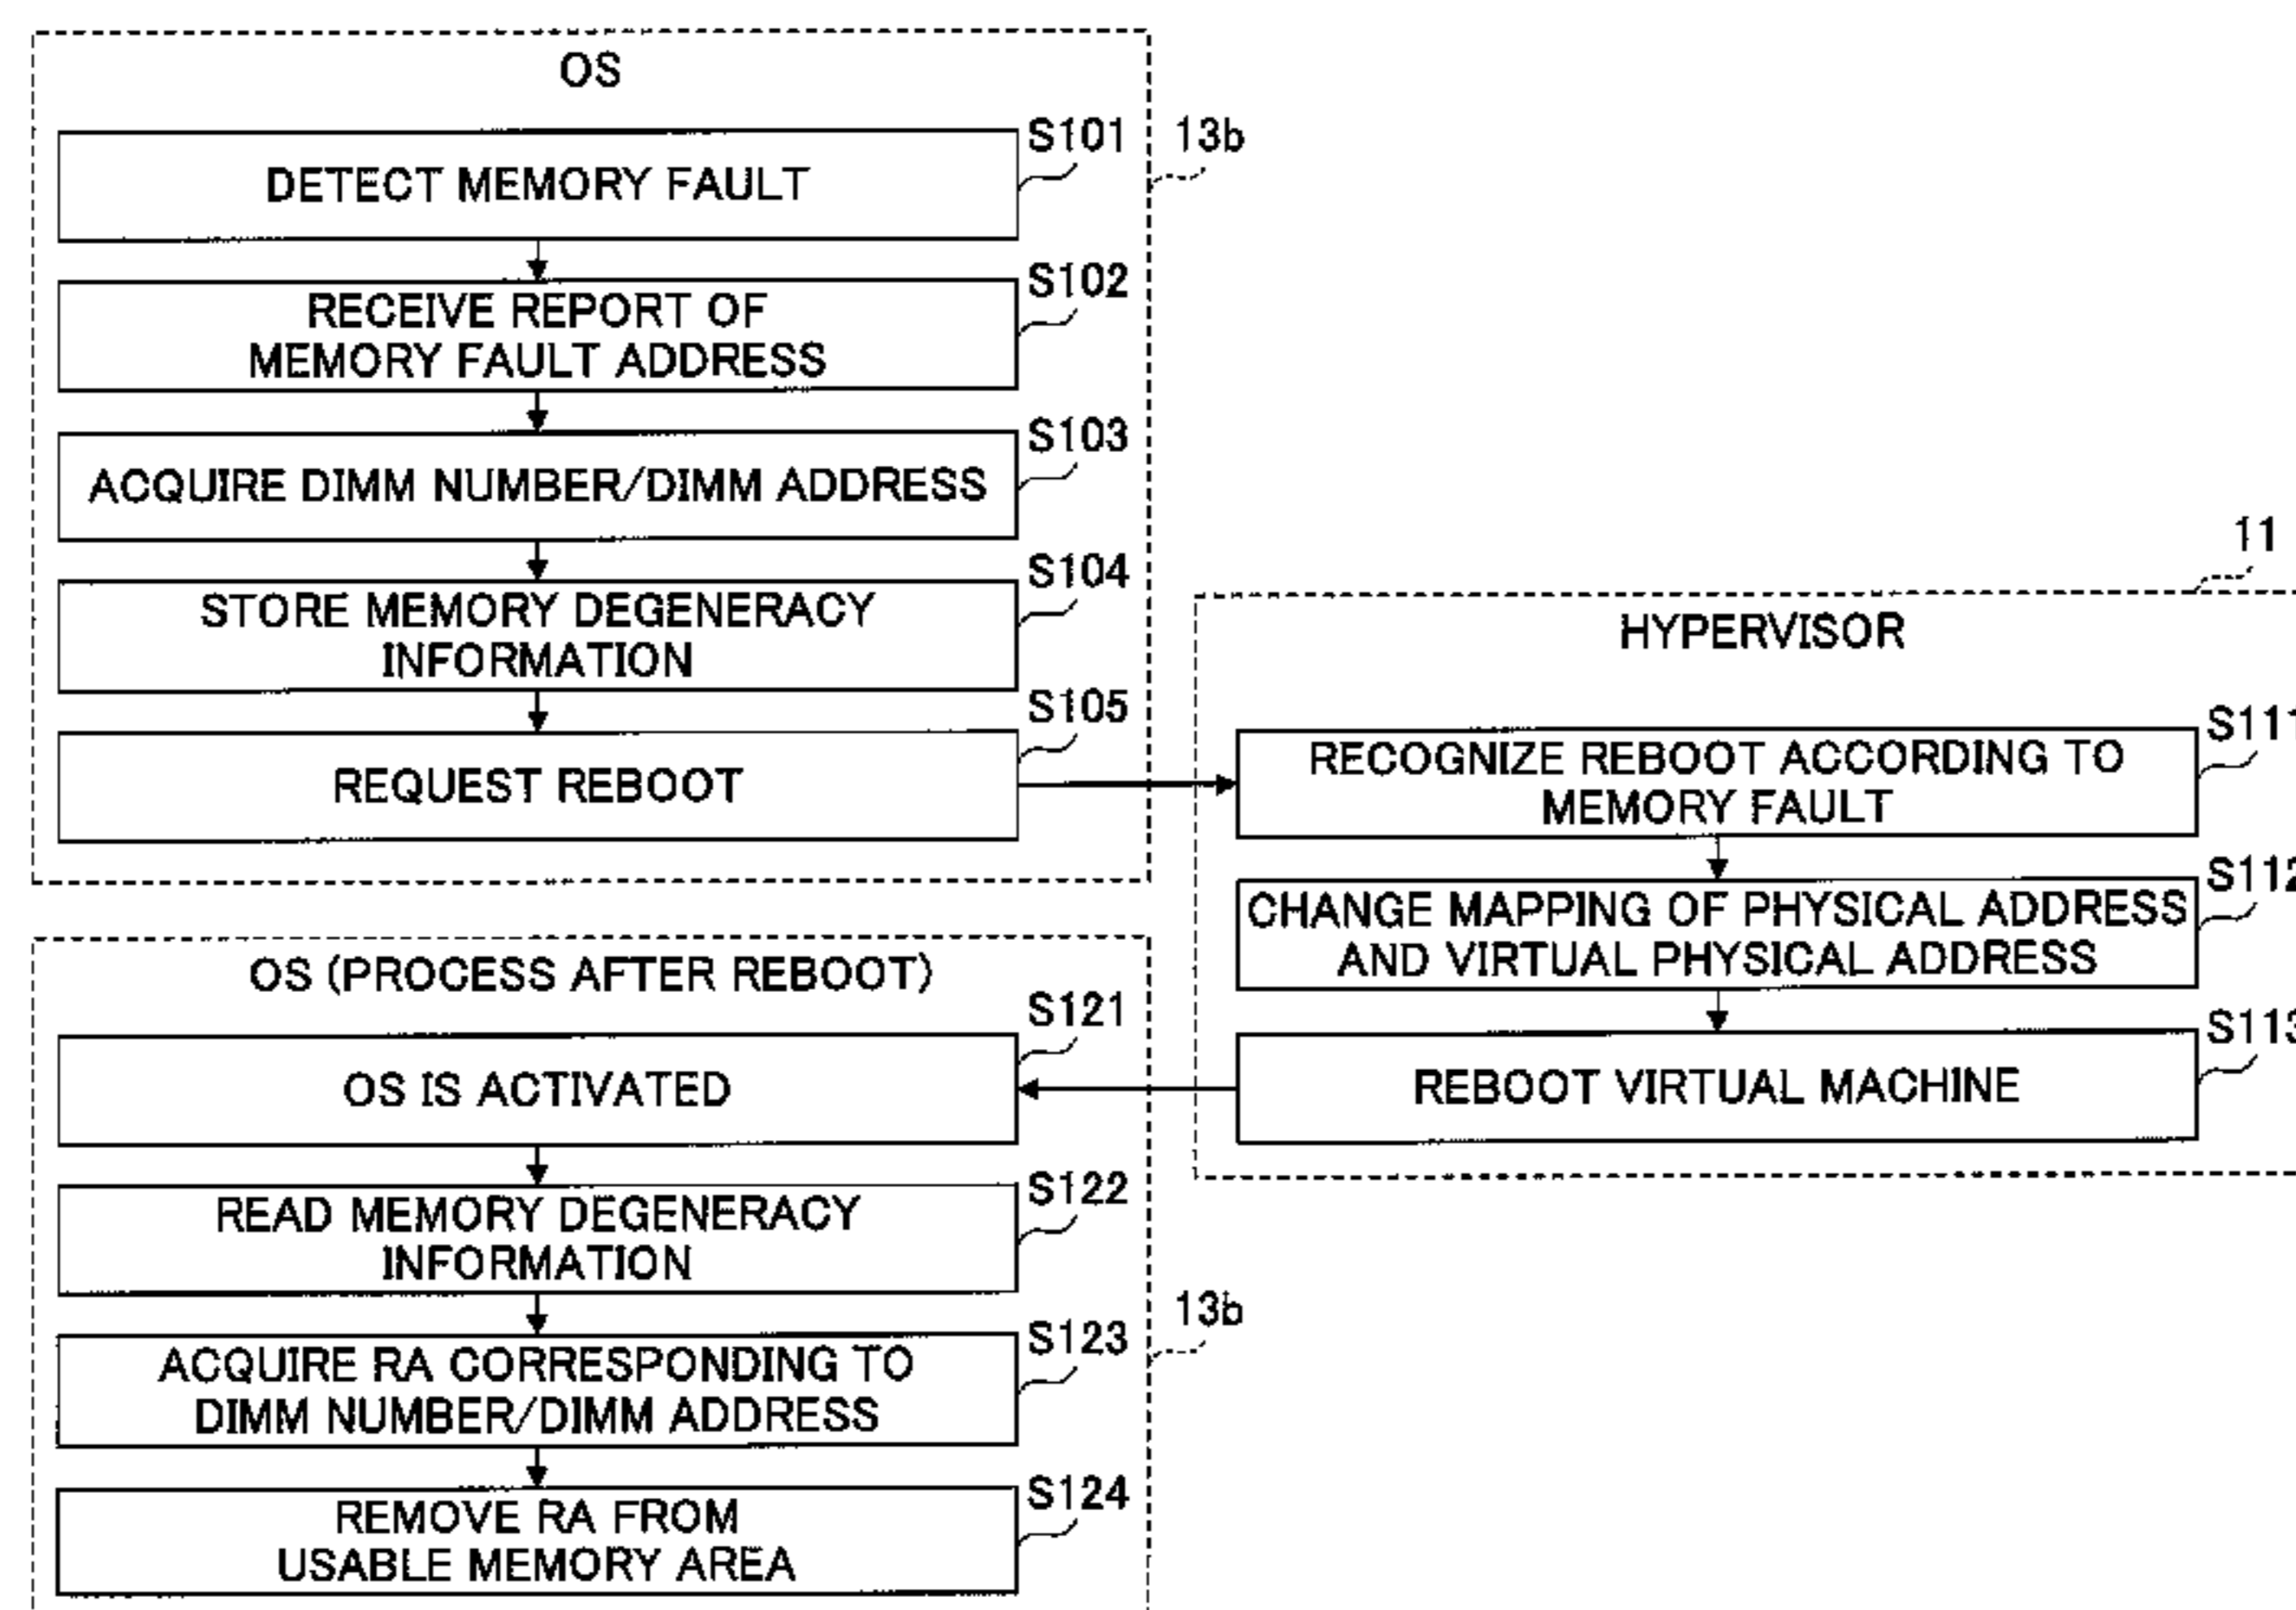 OS
S101
13b
DETECT MEMORY FAULT
S102
RECEIVE REPORT OF
MEMORY FAULT ADDRESS
S103
ACQUIRE DIMM NUMBER/DIMM ADDRESS
S104
STORE MEMORY DEGENERACY
INFORMATION
S105
REQUEST REBOOT
11
HYPERVISOR
S111
RECOGNIZE REBOOT ACCORDING TO
MEMORY FAULT
S112
CHANGE MAPPING OF PHYSICAL ADDRESS
AND VIRTUAL PHYSICAL ADDRESS
S113
REBOOT VIRTUAL MACHINE
OS (PROCESS AFTER REBOOT)
S121
OS IS ACTIVATED
S122
READ MEMORY DEGENERACY
INFORMATION
13b
S123
ACQUIRE RA CORRESPONDING TO
DIMM NUMBER/DIMM ADDRESS
S124
REMOVE RA FROM
USABLE MEMORY AREA